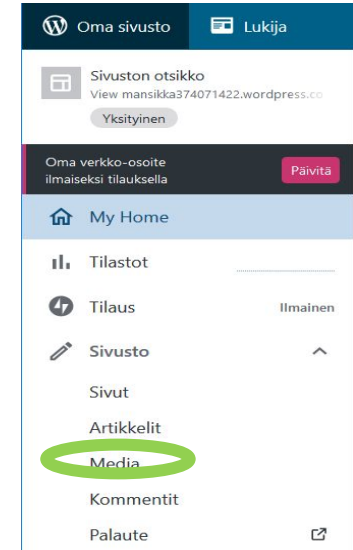 Oma sivusto Lukija
Sivuston otsikko
View mansikka374071422.wordpress.co
Yksityinen
Oma verkko-osoite
ilmaiseksi tilauksella
Päivitä
My Home
Tilastot
Tilaus Ilmainen
Sivusto
Sivut
Artikkelit
Media
Kommentit
Palaute